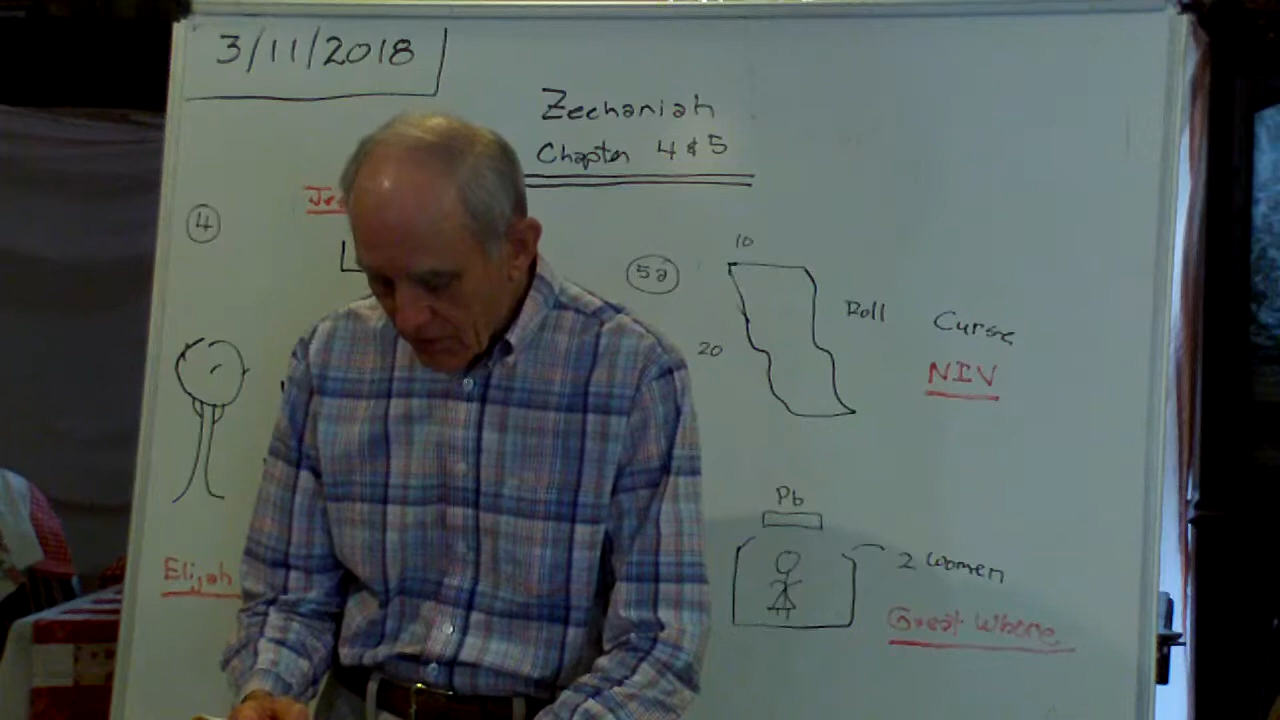 3/11/2018
Zechariah
Chapter 4 & 5
4
5a
10
20
Roll
Curse
NIV
Pb
2 Women
Elijah
Great Whore